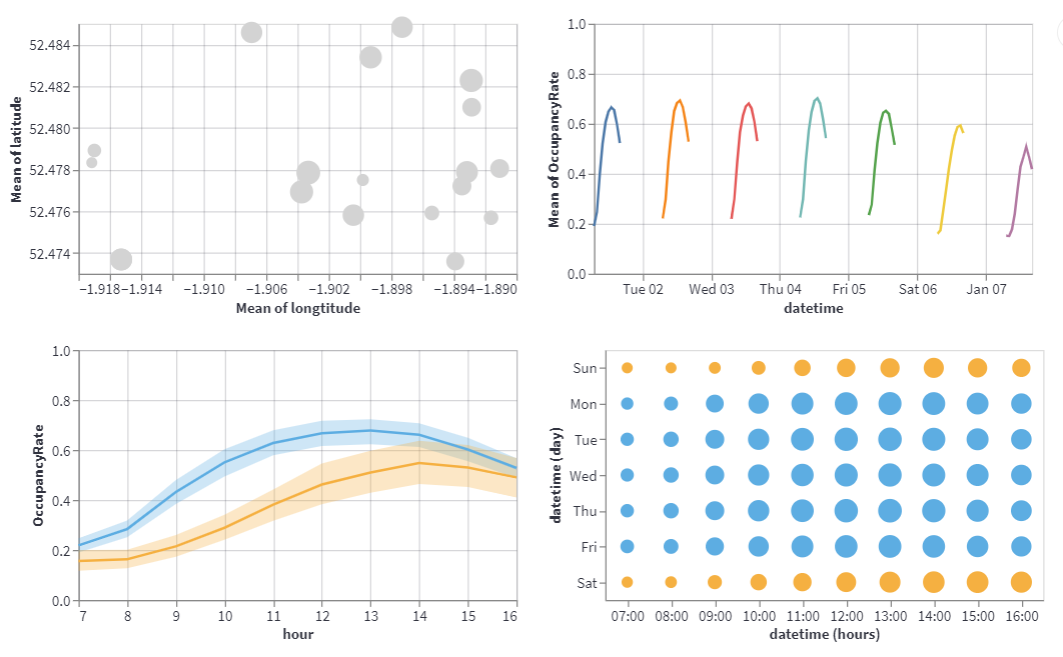 52.484
52.482
52.480
52.478
52.476
52.474
Mean of latitude
−1.918 −1.914 −1.910 −1.906 −1.902 −1.898 −1.894 −1.890
Mean of longtitude
1.0
0.8
0.6
0.4
0.2
0.0
Mean of OccupancyRate
Tue 02 Wed 03 Thu 04 Fri 05 Sat 06 Jan 07
datetime
1.0
0.8
0.6
0.4
0.2
0.0
OccupancyRate
7 8 9 10 11 12 13 14 15 16
hour
Sun
Mon
Tue
Wed
Thu
Fri
Sat
datetime (day)
07:00 08:00 09:00 10:00 11:00 12:00 13:00 14:00 15:00 16:00
datetime (hours)